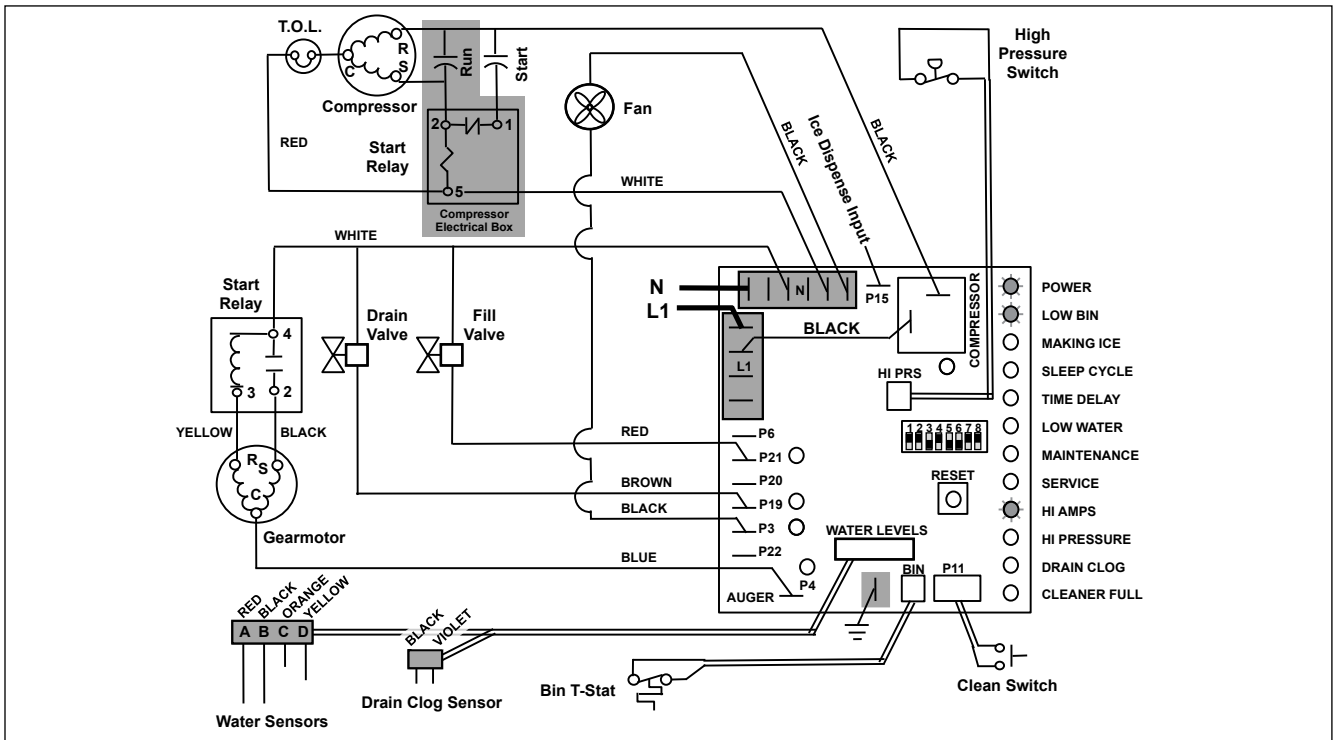 T.O.L.
C
R
S
Compressor
Run
Start
2
1
5
Start
Relay
Compressor
Electrical Box
RED
WHITE
Fan
BLACK
Ice Dispense Input
BLACK
High
Pressure
Switch
WHITE
Start
Relay
4
3
2
YELLOW
BLACK
R
S
C
Gearmotor
Drain
Valve
Fill
Valve
N
L1
N
L1
BLACK
P15
COMPRESSOR
HI PRS
1 2 3 4 5 6 7 8
RESET
RED
BROWN
BLACK
BLUE
P6
P21
P20
P19
P3
P22
P4
AUGER
WATER LEVELS
BIN
P11
POWER
LOW BIN
MAKING ICE
SLEEP CYCLE
TIME DELAY
LOW WATER
MAINTENANCE
SERVICE
HI AMPS
HI PRESSURE
DRAIN CLOG
CLEANER FULL
RED
BLACK
ORANGE
YELLOW
A B C D
Water Sensors
BLACK
VIOLET
Drain Clog Sensor
Bin T-Stat
Clean Switch